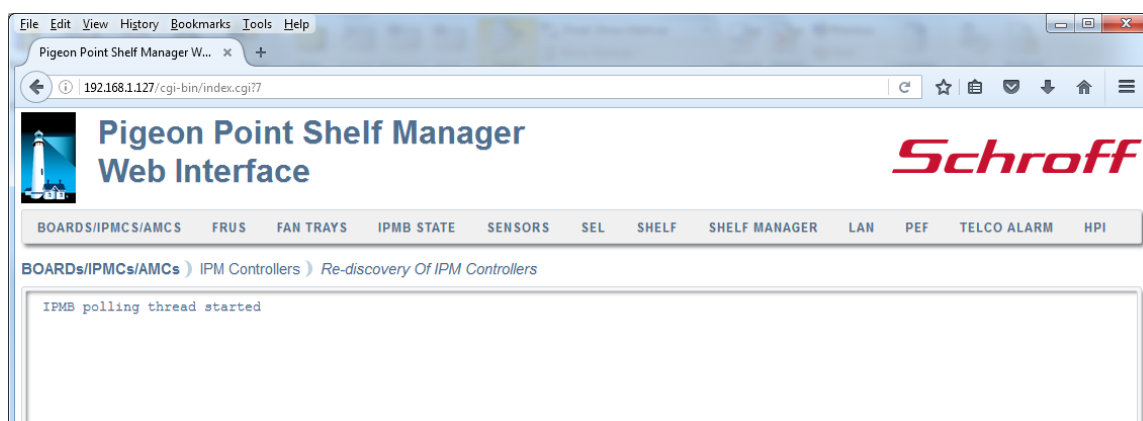 File Edit View History Bookmarks Tools Help
Pigeon Point Shelf Manager W... × +
192.168.1.127/cgi-bin/index.cgi?7
Pigeon Point Shelf Manager
Web Interface
Schroff
BOARDS/IPMCS/AMCS FRUS FAN TRAYS IPMB STATE SENSORS SEL SHELF SHELF MANAGER LAN PEF TELCO ALARM HPI
BOARDs/IPMCs/AMCs ) IPM Controllers ) Re-discovery Of IPM Controllers
IPMB polling thread started